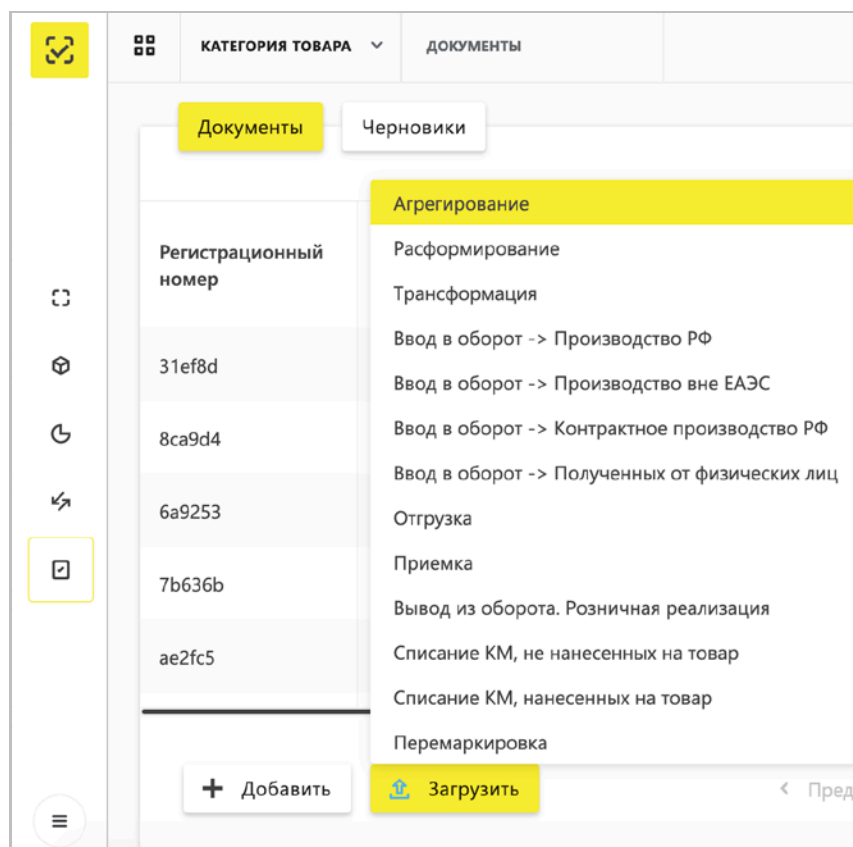 КАТЕГОРИЯ ТОВАРА
ДОКУМЕНТЫ
Документы
Черновики
Регистрационный
номер
31ef8d
8ca9d4
6a9253
7b636b
ae2fc5
Агрегирование
Расформирование
Трансформация
Ввод в оборот -> Производство РФ
Ввод в оборот -> Производство вне ЕАЭС
Ввод в оборот -> Контрактное производство РФ
Ввод в оборот -> Полученных от физических лиц
Отгрузка
Приемка
Вывод из оборота. Розничная реализация
Списание КМ, не нанесенных на товар
Списание КМ, нанесенных на товар
Перемаркировка
Добавить
Загрузить
Пред